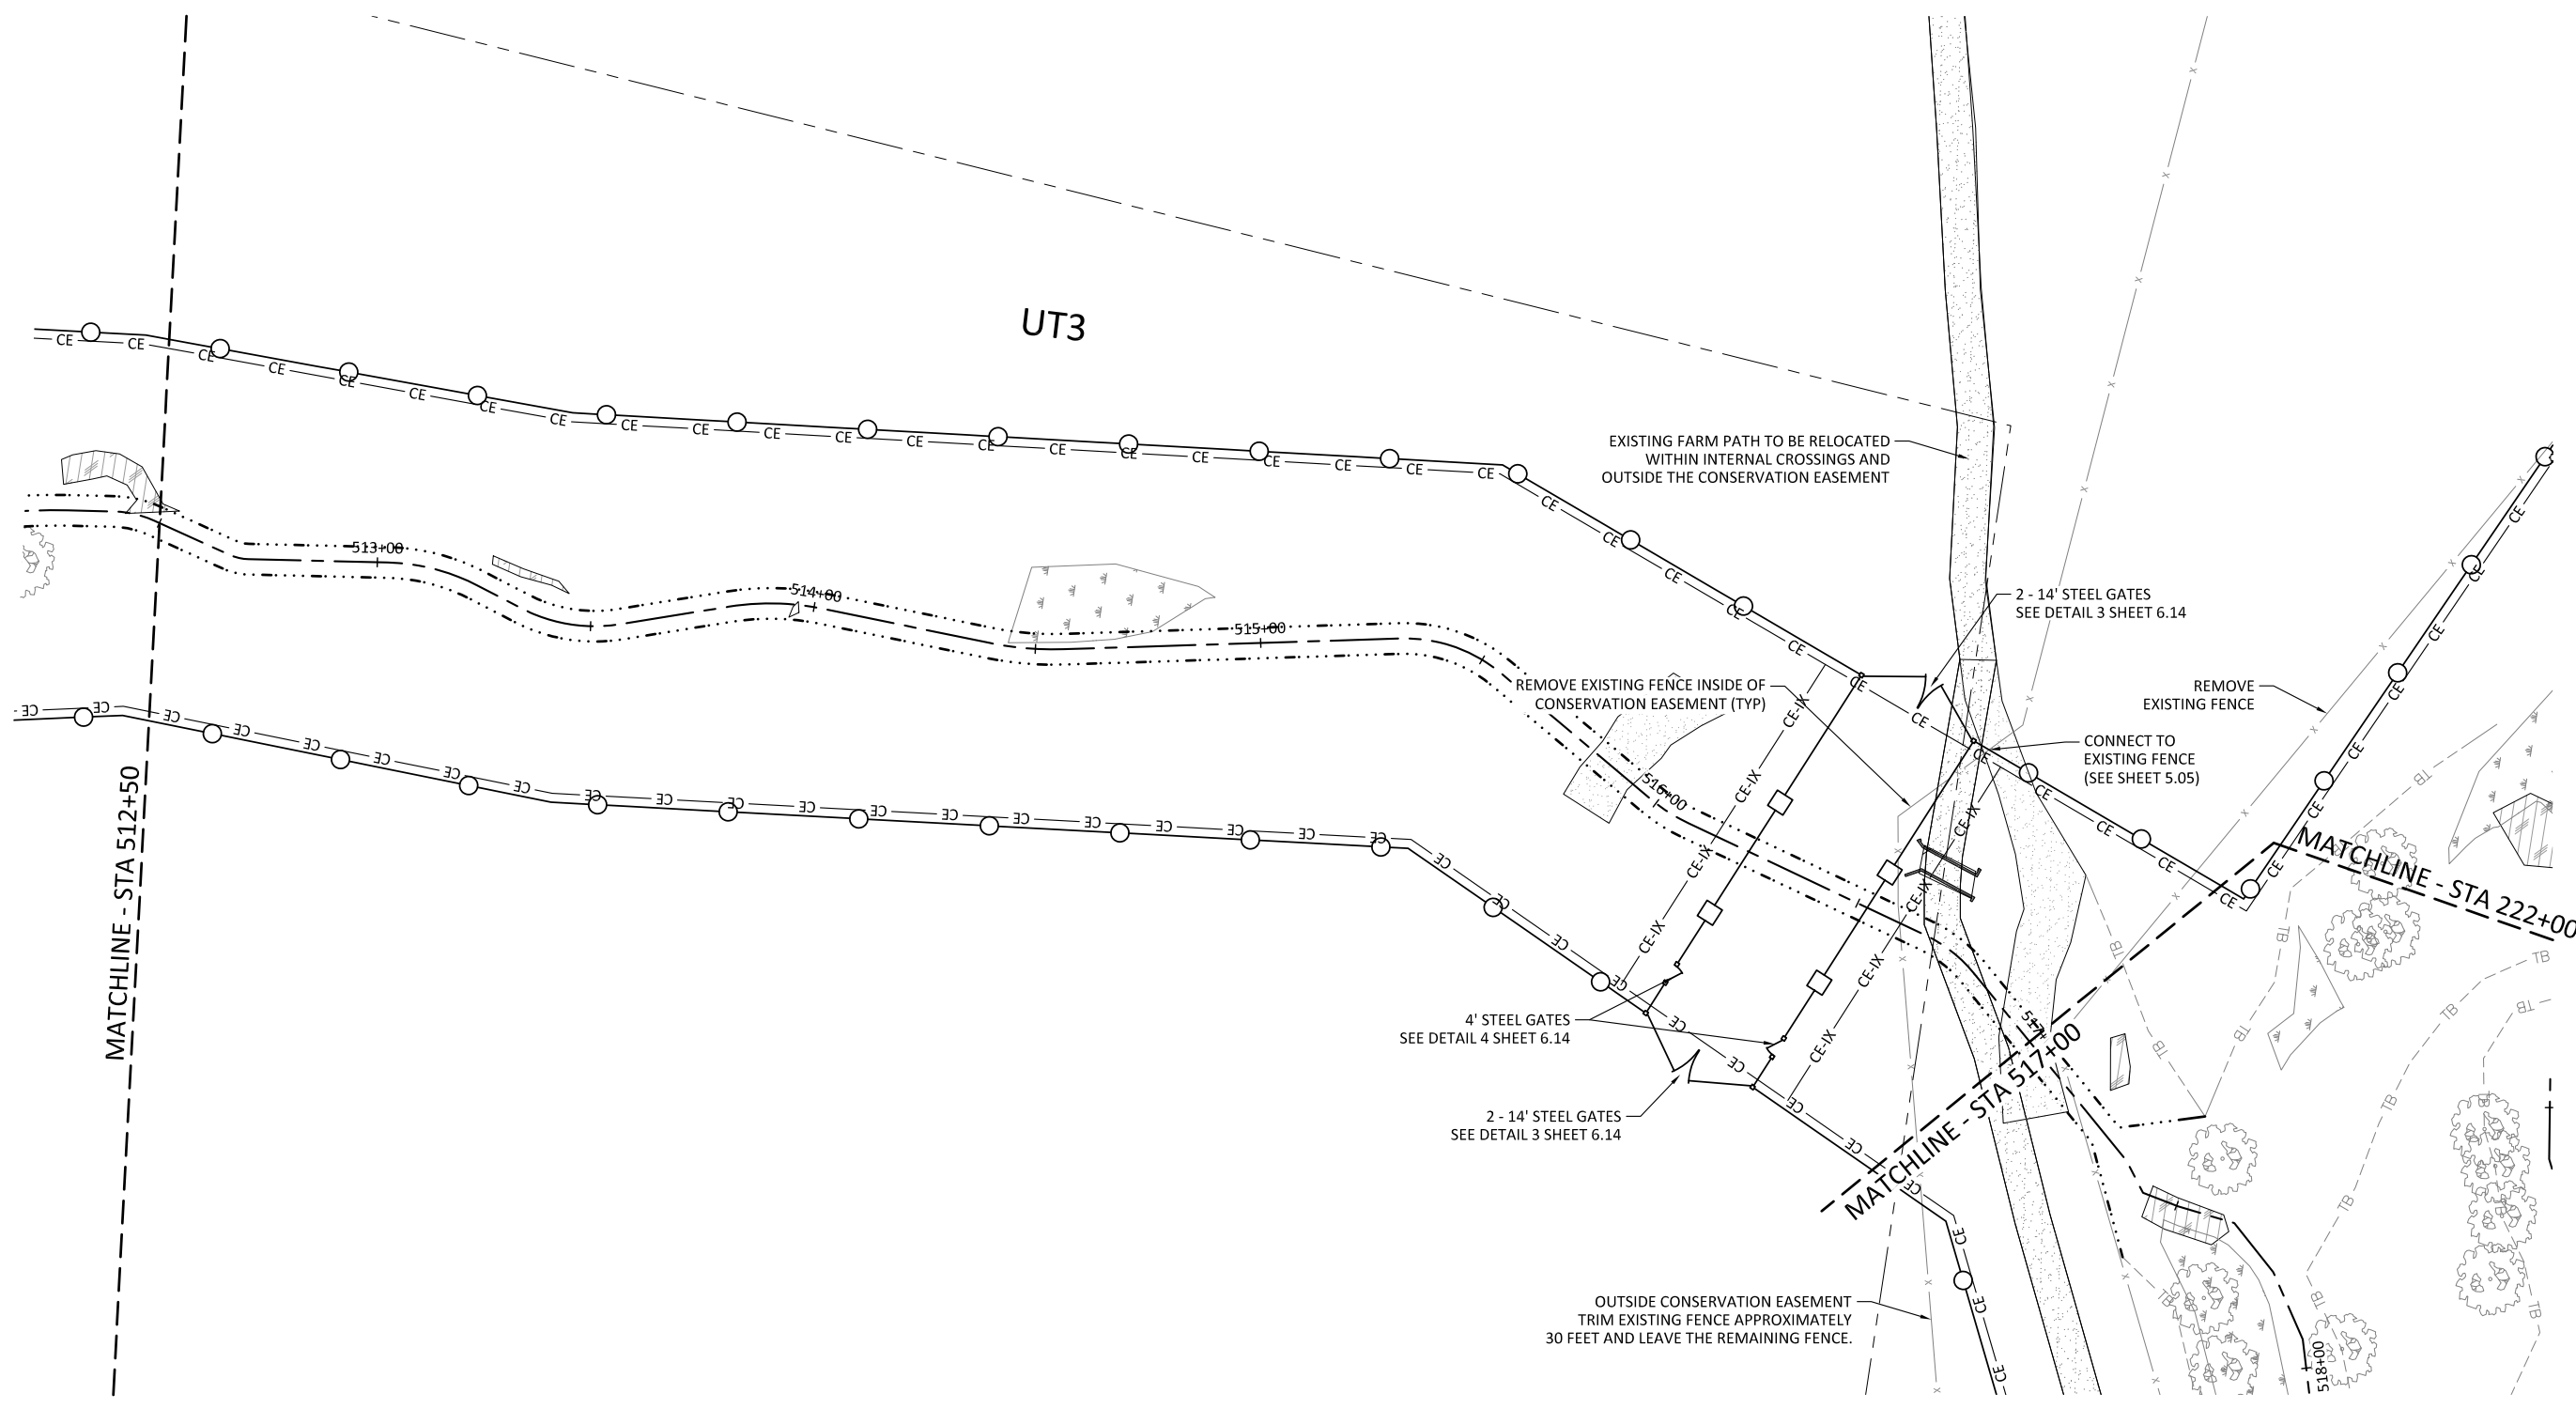 UT3
EXISTING FARM PATH TO BE RELOCATED
WITHIN INTERNAL CROSSINGS AND
OUTSIDE THE CONSERVATION EASEMENT
2 - 14' STEEL GATES
SEE DETAIL 3 SHEET 6.14
REMOVE EXISTING FENCE INSIDE OF
CONSERVATION EASEMENT (TYP)
REMOVE
EXISTING FENCE
CONNECT TO
EXISTING FENCE
(SEE SHEET 5.05)
4' STEEL GATES
SEE DETAIL 4 SHEET 6.14
2 - 14' STEEL GATES
SEE DETAIL 3 SHEET 6.14
OUTSIDE CONSERVATION EASEMENT
TRIM EXISTING FENCE APPROXIMATELY
30 FEET AND LEAVE THE REMAINING FENCE.
MATCHLINE - STA 512+50
MATCHLINE - STA 517+00
MATCHLINE - STA 222+00
513+00
514+00
515+00
516+00
518+00
CE
CE-IX
TB